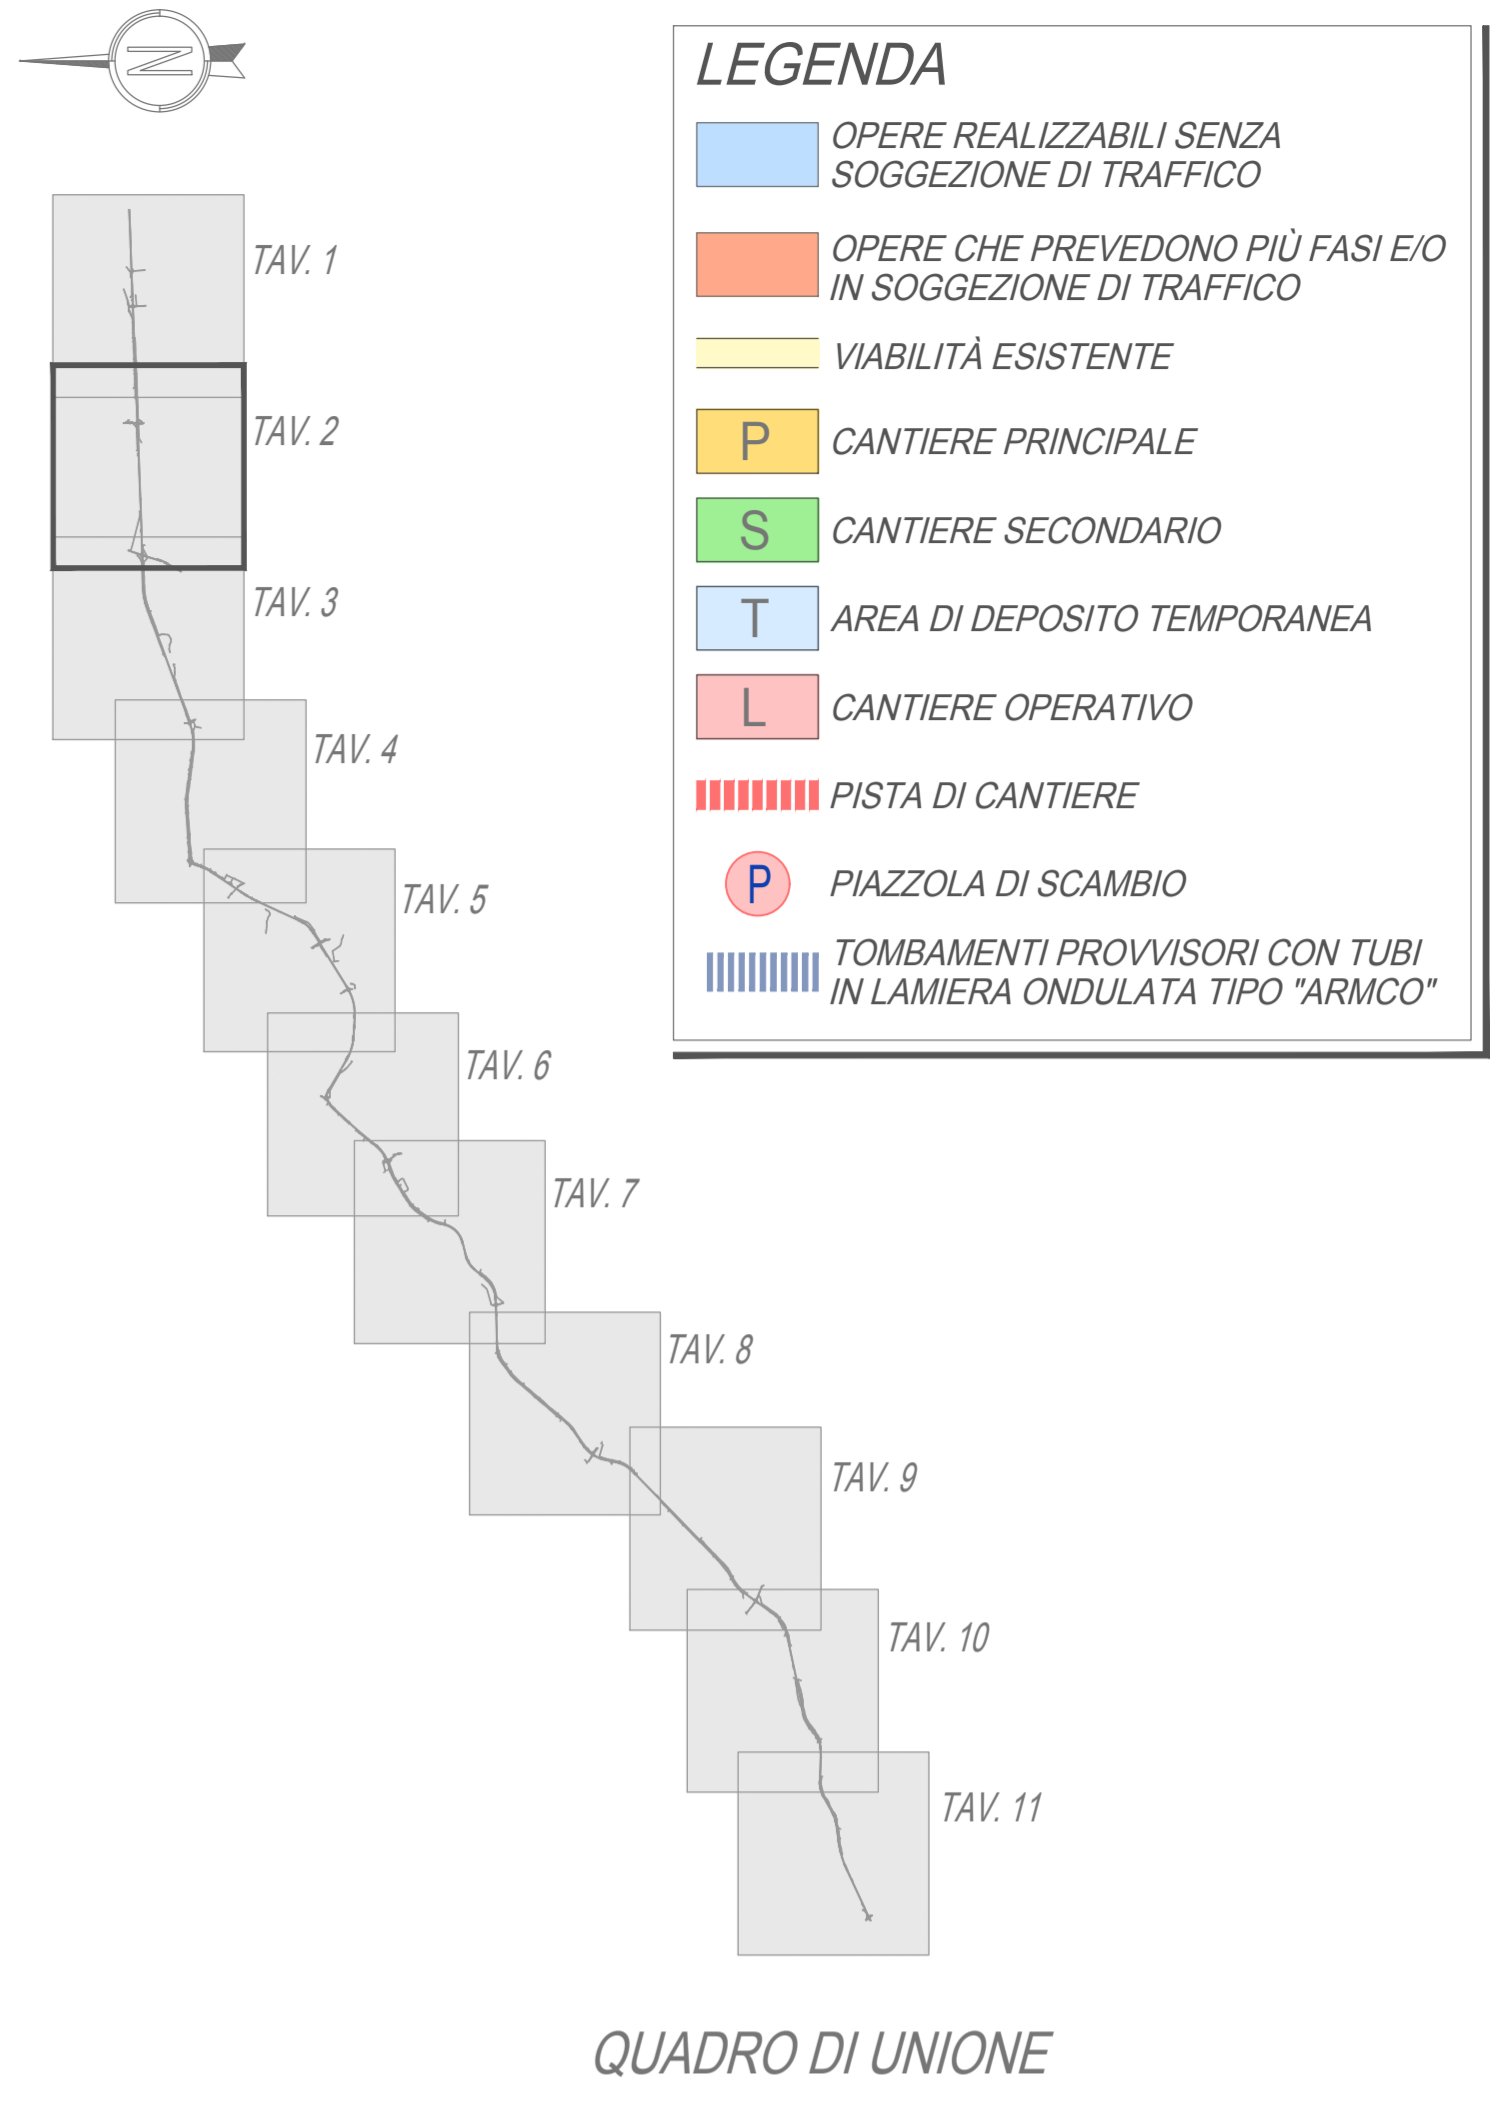 N
LEGENDA
OPERE REALIZZABILI SENZA
SOGGEZIONE DI TRAFFICO
OPERE CHE PREVEDONO PIÙ FASI E/O
IN SOGGEZIONE DI TRAFFICO
VIABILITÀ ESISTENTE
P CANTIERE PRINCIPALE
S CANTIERE SECONDARIO
T AREA DI DEPOSITO TEMPORANEA
L CANTIERE OPERATIVO
PISTA DI CANTIERE
P PIAZZOLA DI SCAMBIO
TOMBAMENTI PROVVISORI CON TUBI
IN LAMIERA ONDULATA TIPO "ARMCO"
TAV. 1
TAV. 2
TAV. 3
TAV. 4
TAV. 5
TAV. 6
TAV. 7
TAV. 8
TAV. 9
TAV. 10
TAV. 11
QUADRO DI UNIONE